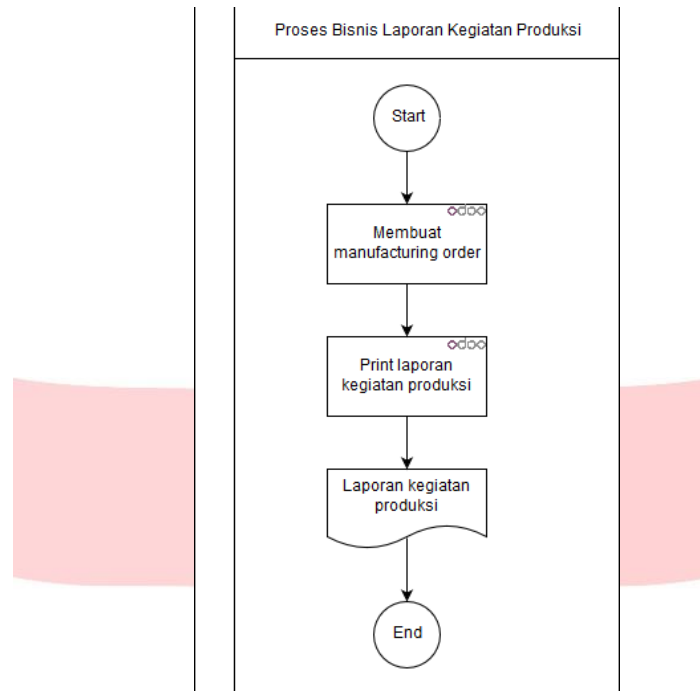 Proses Bisnis Laporan Kegiatan Produksi
Start
odoo
Membuat
manufacturing order
odoo
Print laporan
kegiatan produksi
Laporan kegiatan
produksi
End